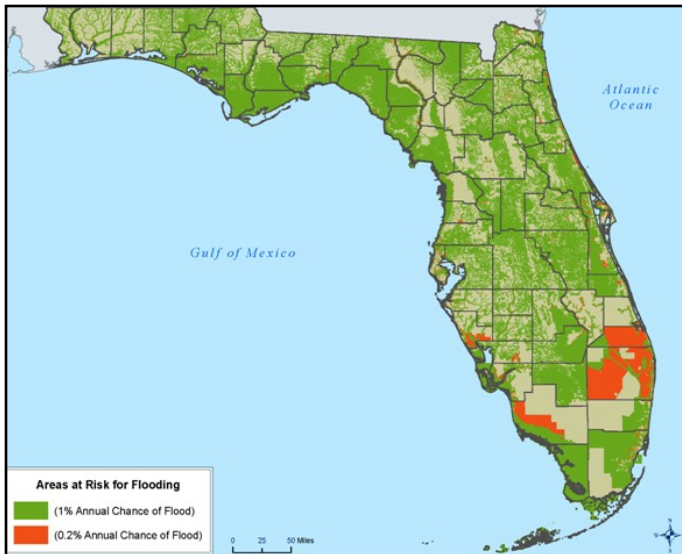 Atlantic
Ocean
Gulf of Mexico
Areas at Risk for Flooding
(1% Annual Chance of Flood)
(0.2% Annual Chance of Flood)
0 25 50 Miles